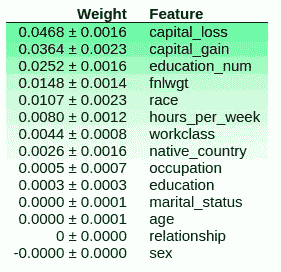 Weight Feature
0.0468 ± 0.0016 capital_loss
0.0364 ± 0.0023 capital_gain
0.0252 ± 0.0016 education_num
0.0148 ± 0.0014 fnlwgt
0.0107 ± 0.0023 race
0.0080 ± 0.0012 hours_per_week
0.0044 ± 0.0008 workclass
0.0026 ± 0.0016 native_country
0.0005 ± 0.0007 occupation
0.0003 ± 0.0003 education
0.0000 ± 0.0001 marital_status
0.0000 ± 0.0001 age
0 ± 0.0000 relationship
-0.0000 ± 0.0000 sex